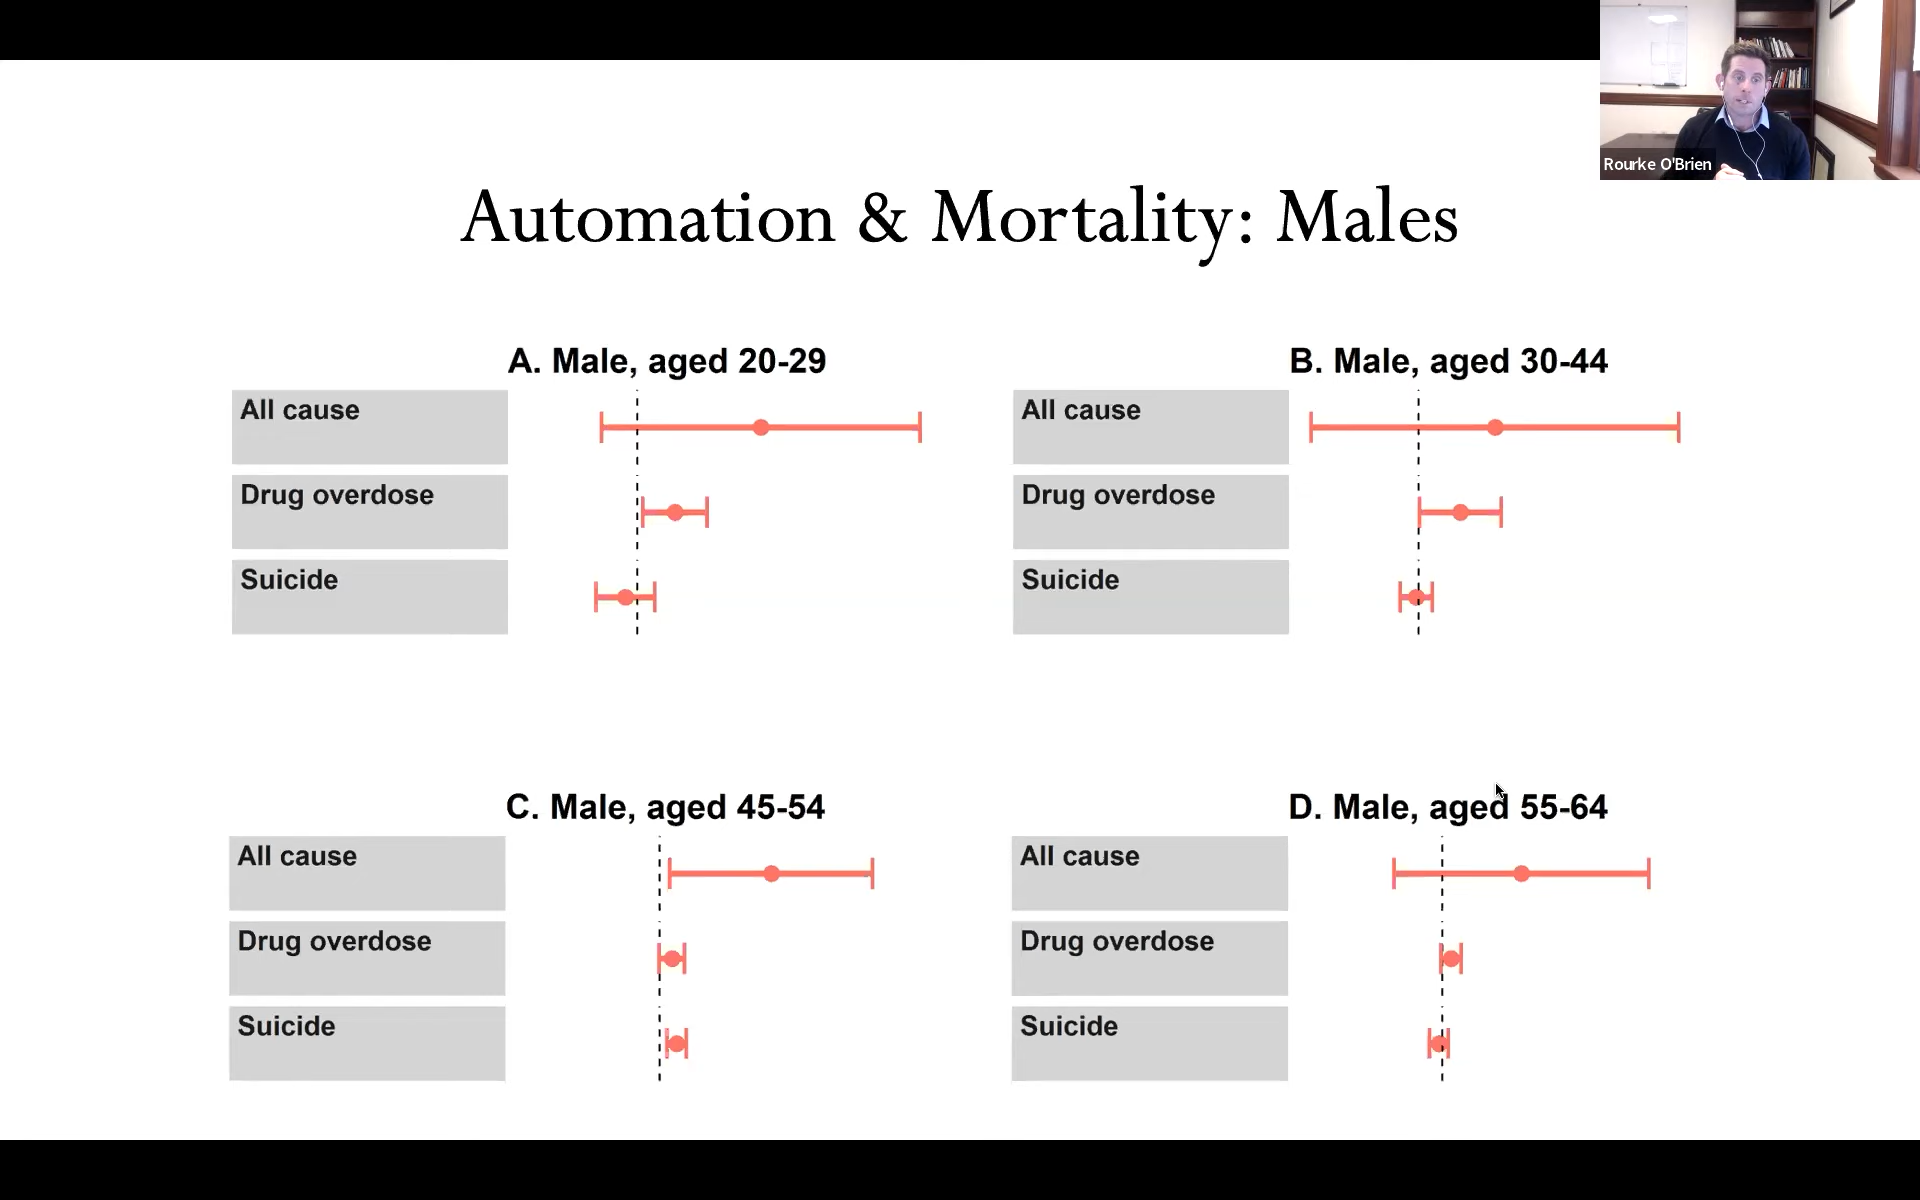 Rourke O'Brien
Automation & Mortality: Males
A. Male, aged 20-29
All cause
Drug overdose
Suicide
B. Male, aged 30-44
All cause
Drug overdose
Suicide
C. Male, aged 45-54
All cause
Drug overdose
Suicide
D. Male, aged 55-64
All cause
Drug overdose
Suicide